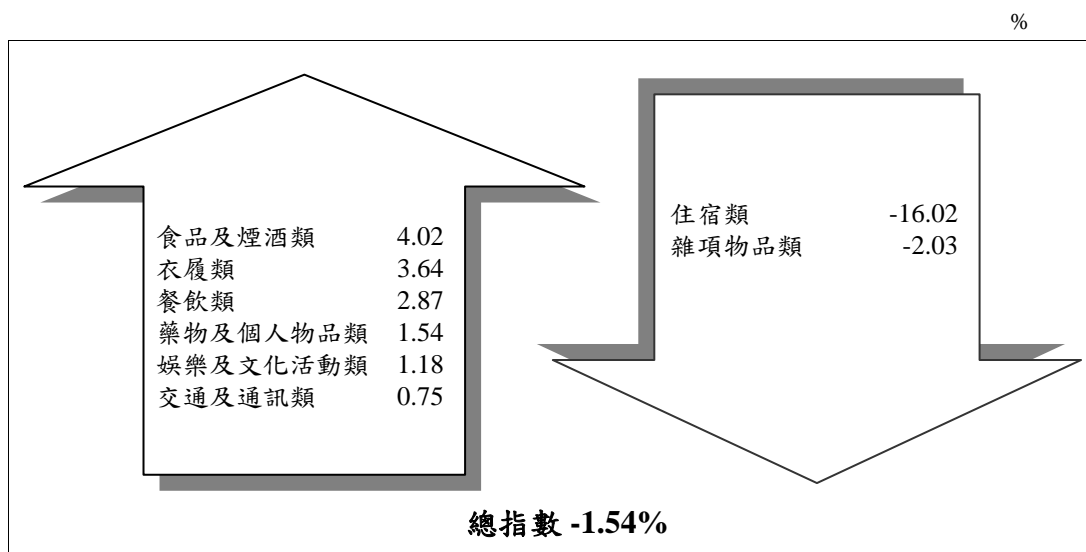 %
食品及煙酒類 4.02
衣履類 3.64
餐飲類 2.87
藥物及個人物品類 1.54
娛樂及文化活動類 1.18
交通及通訊類 0.75
住宿類 -16.02
雜項物品類 -2.03
總指數 -1.54%